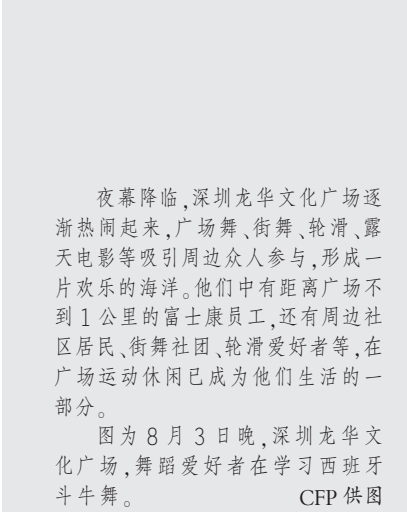 夜幕降临,深圳龙华文化广场逐
渐热闹起来,广场舞、街舞、轮滑、露
天电影等吸引周边众人参与,形成一
片欢乐的海洋。他们中有距离广场不
到1公里的富士康员工,还有周边社
区居民、街舞社团、轮滑爱好者等,在
广场运动休闲已成为他们生活的一
部分。
图为8月3日晚,深圳龙华文
化广场,舞蹈爱好者在学习西班牙
斗牛舞。 CFP 供图